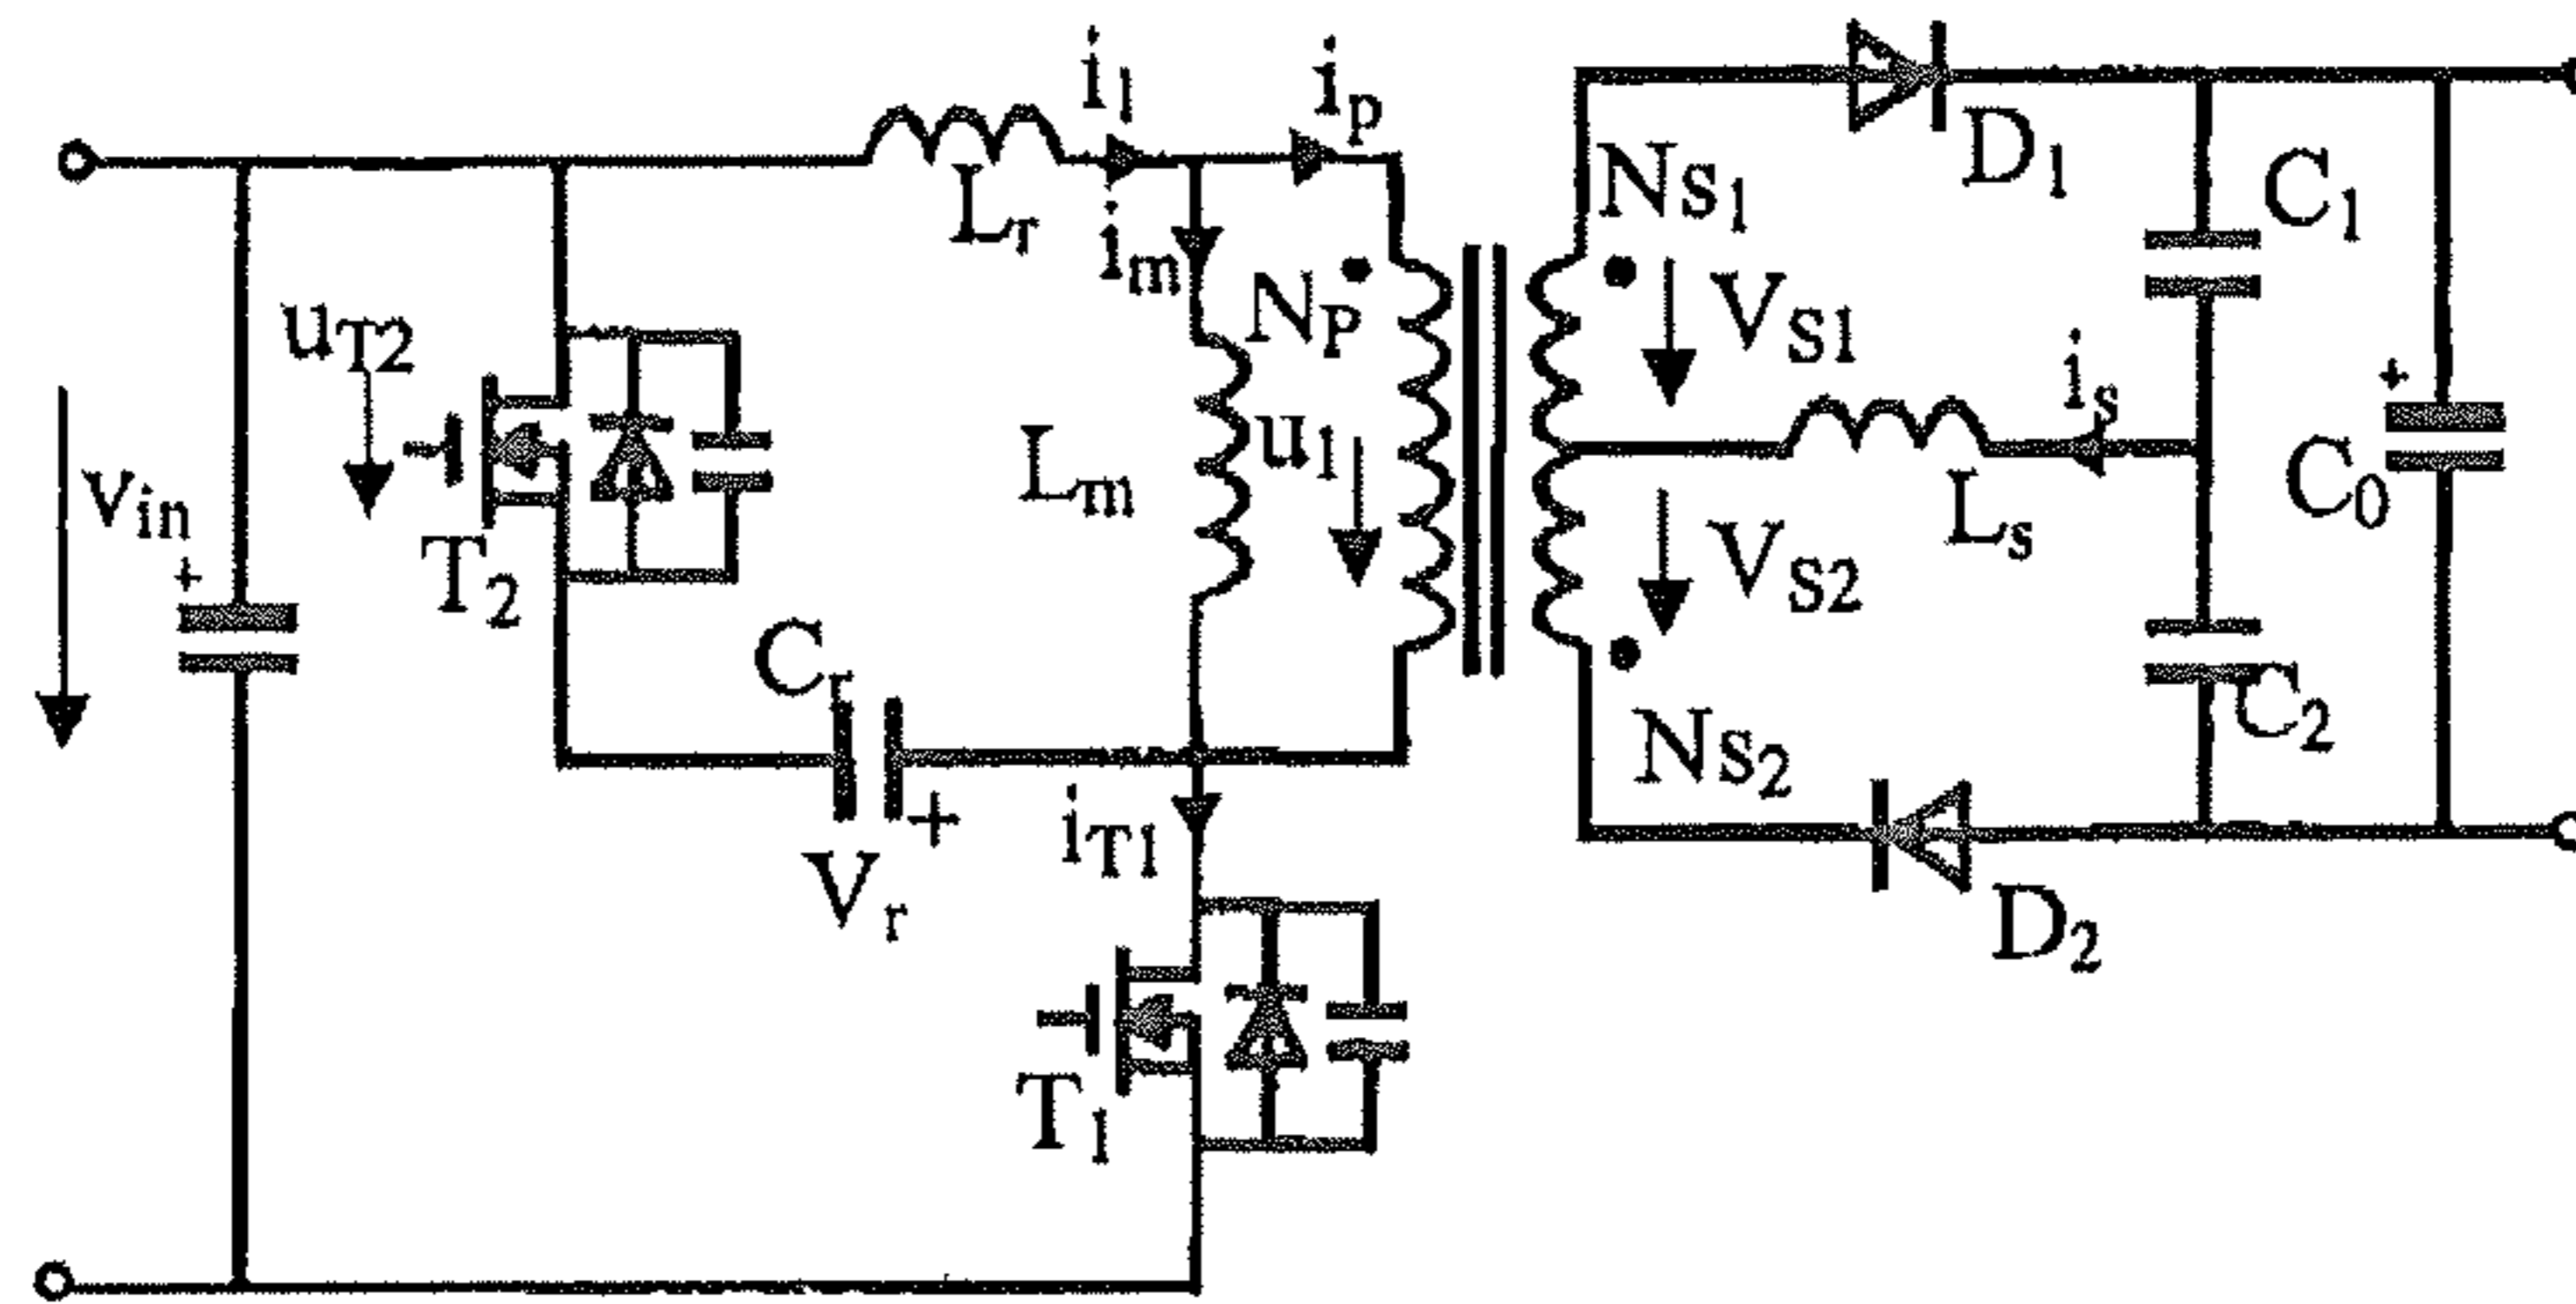 i1
ip
D1
NS1
C1
Lr
im
VS1
NP
uT2
is
Lm
u1
C0
+
Vin
Ls
T2
VS2
+
Cr
C2
NS2
iT1
+
Vr
D2
T1